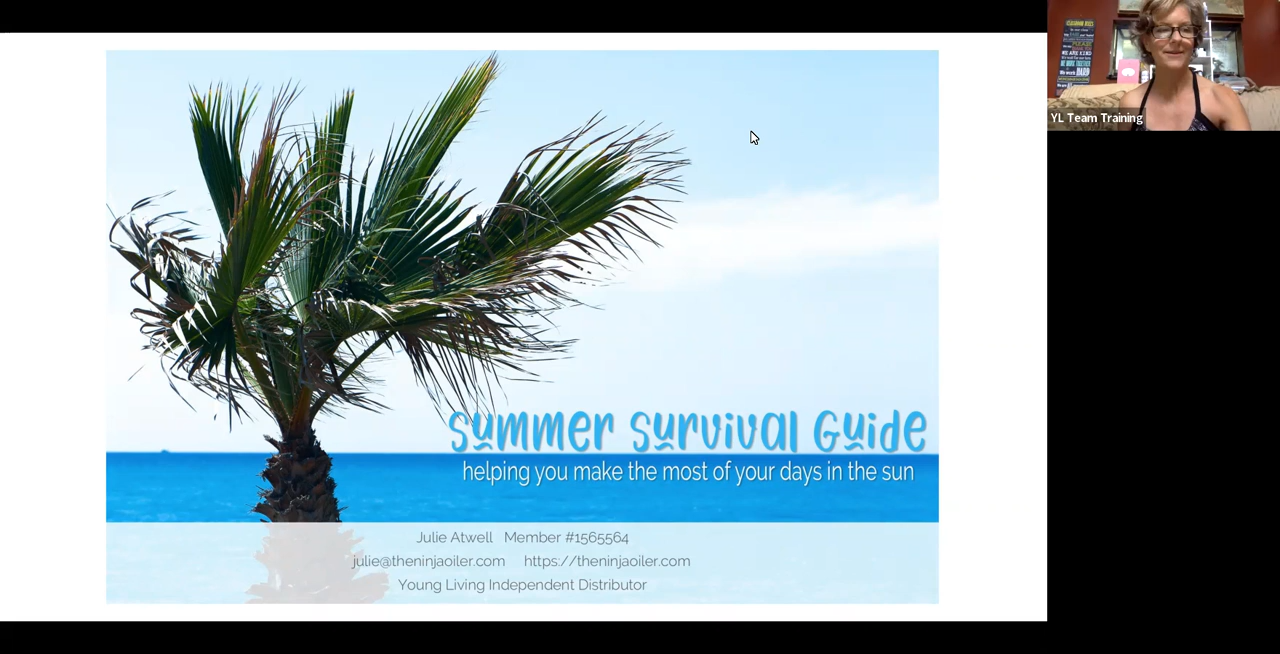 Summer Survival Guide
helping you make the most of your days in the sun
Julie Atwell Member #1565564
julie@theninjaoiler.com https://theninjaoiler.com
Young Living Independent Distributor
YL Team Training